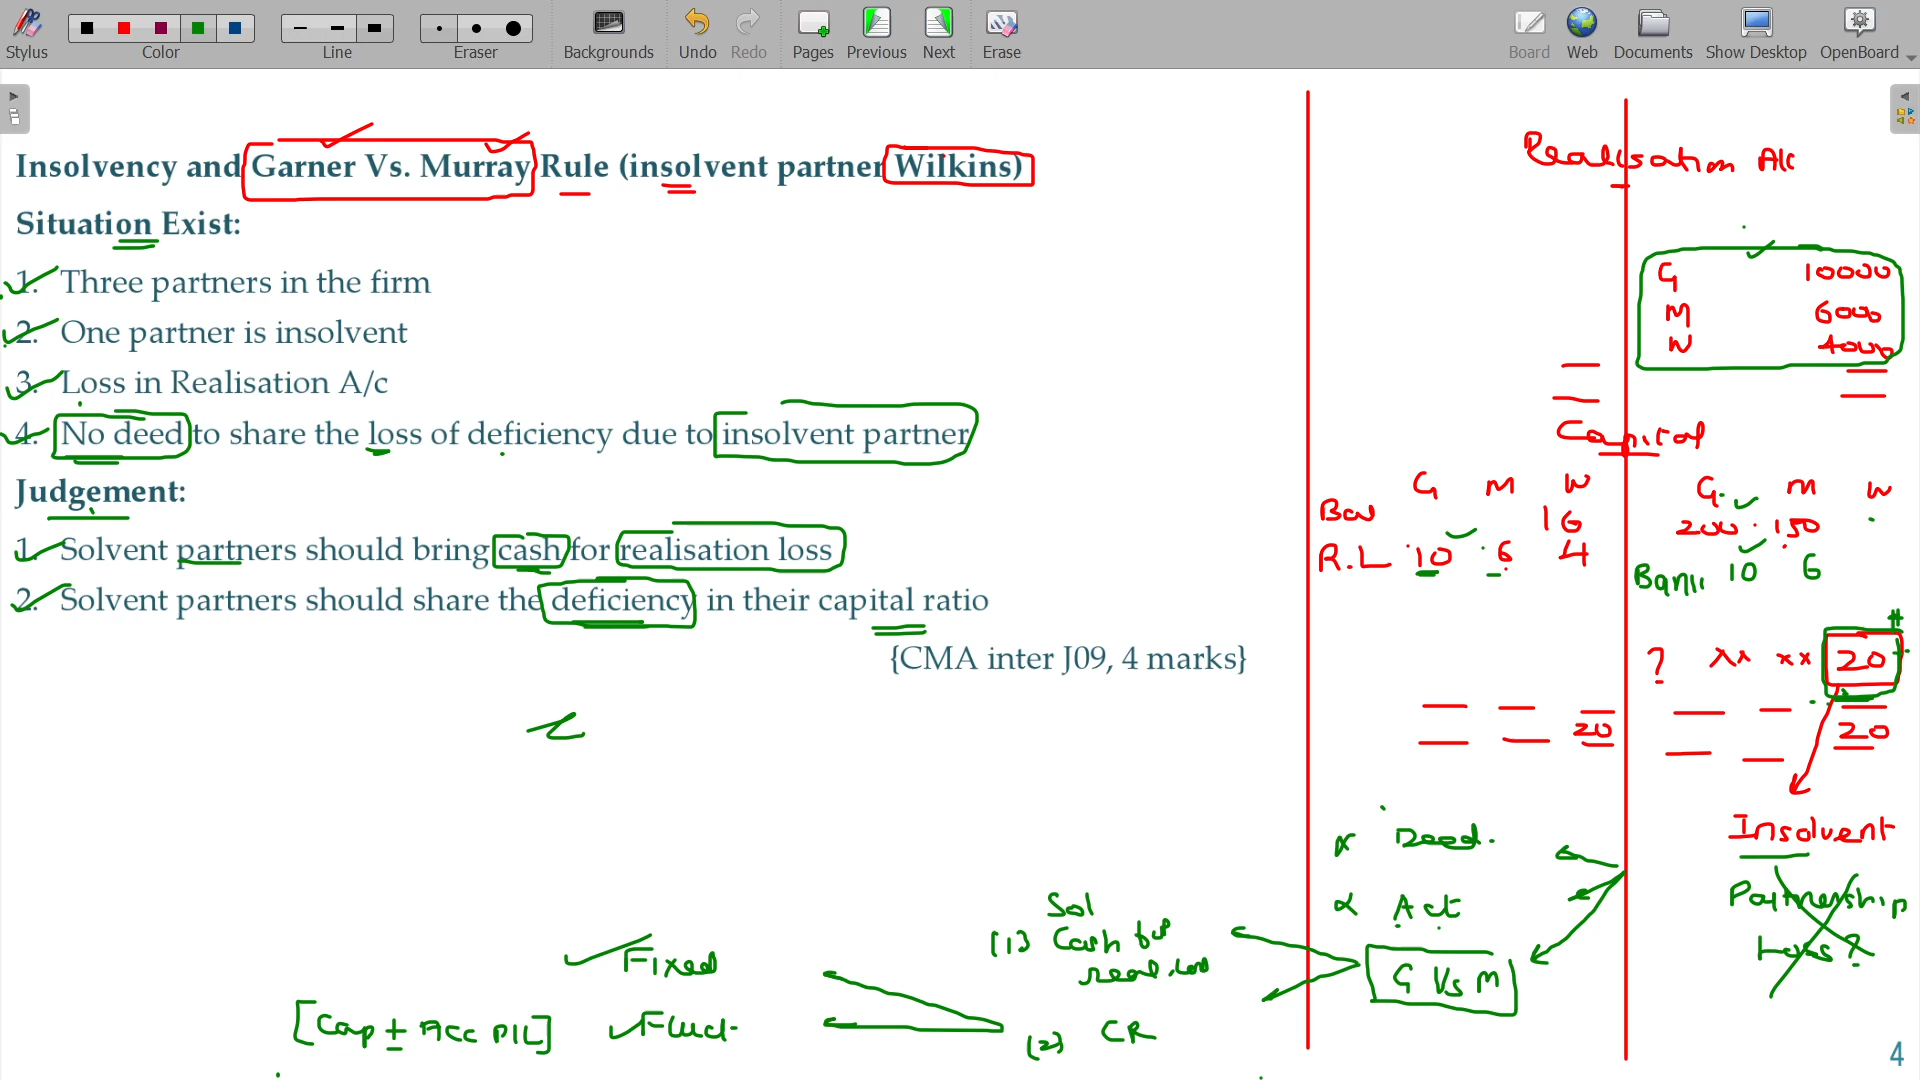 Stylus Color Line Eraser Backgrounds Undo Redo Pages Previous Next Erase Board Web Documents Show Desktop OpenBoard
Insolvency and Garner Vs. Murray Rule (insolvent partner Wilkins)
Situation Exist:
1. Three partners in the firm
2. One partner is insolvent
3. Loss in Realisation A/c
4. No deed to share the loss of deficiency due to insolvent partner
Judgement:
1. Solvent partners should bring cash for realisation loss
2. Solvent partners should share the deficiency in their capital ratio
{CMA inter J09, 4 marks}
Realisation A/c
G 10000
M 6000
W 4000
Capital
G M W G M W
Bal 16 200 150
R.L 10 6 4 Bank 10 6
? xx xx 20
20 20
Insolvent
Partnership
Loss ?
x Deed.
x Act
G Vs M
Sol
(1) Cash for
real. Loss
(2) CR
Fixed
[Cap ± Acc P/L] Fluct.
4